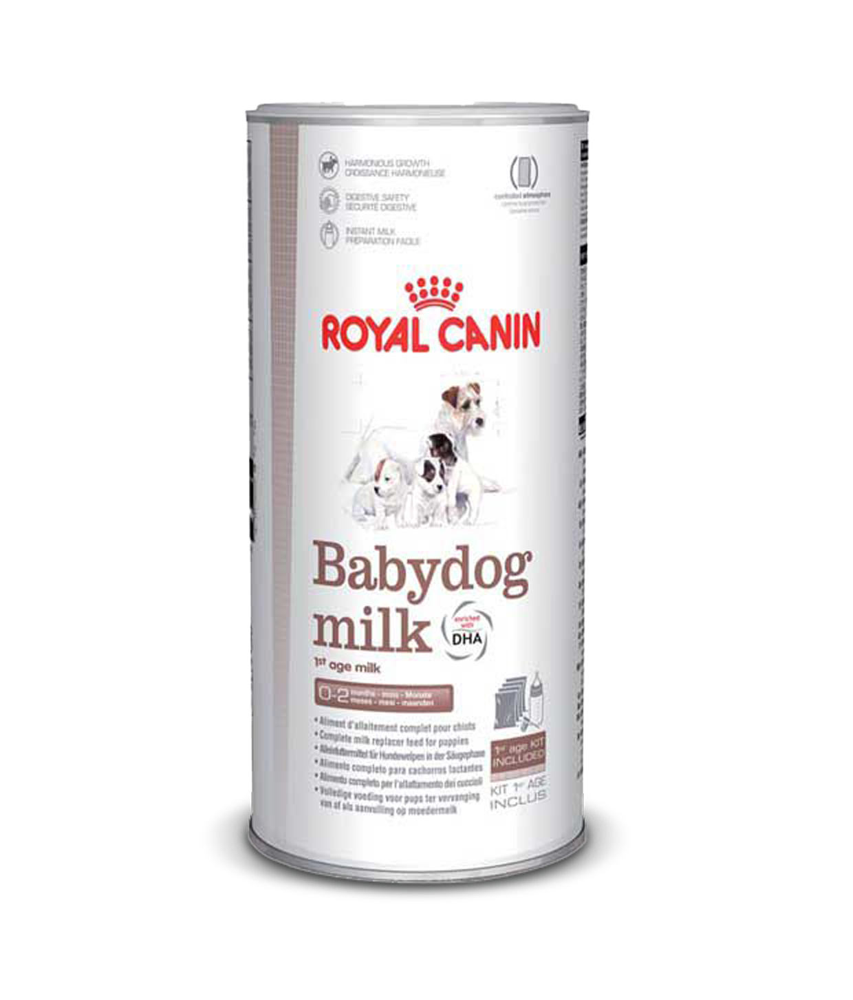 HARMONIOUS GROWTH
CROISSANCE HARMONIEUSE
DIGESTIVE SAFETY
SECURITÉ DIGESTIVE
INSTANT MILK
PREPARATION FACILE
controlled atmosphere
ROYAL CANIN
Babydog
milk
enriched
with
DHA
1st age milk
0-2 months - mois - Monate
meses - mesi - maanden
• Aliment d'allaitement complet pour chiots
• Complete milk replacer feed for puppies
• Alleinfuttermittel für Hundewelpen in der Säugephase
• Alimento completo para cachorros lactantes
• Alimento completo per l'allattamento dei cuccioli
• Volledige voeding voor pups ter vervanging
van of als aanvulling op moedermelk
1st age KIT
INCLUDED
KIT 1er AGE
INCLUS